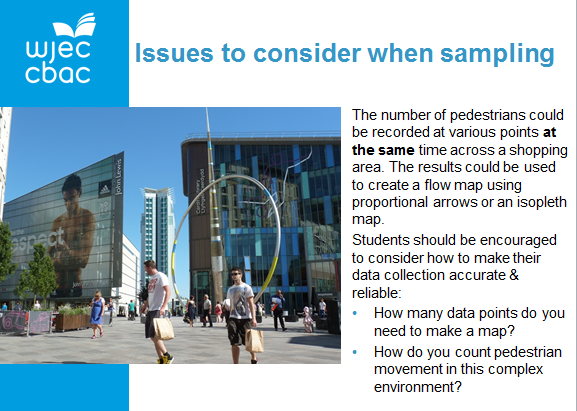 wjec
cbac
Issues to consider when sampling
The number of pedestrians could
be recorded at various points at
the same time across a shopping
area. The results could be used
to create a flow map using
proportional arrows or an isopleth
map.
Students should be encouraged
to consider how to make their
data collection accurate &
reliable:
• How many data points do you
need to make a map?
• How do you count pedestrian
movement in this complex
environment?
John Lewis
adidas